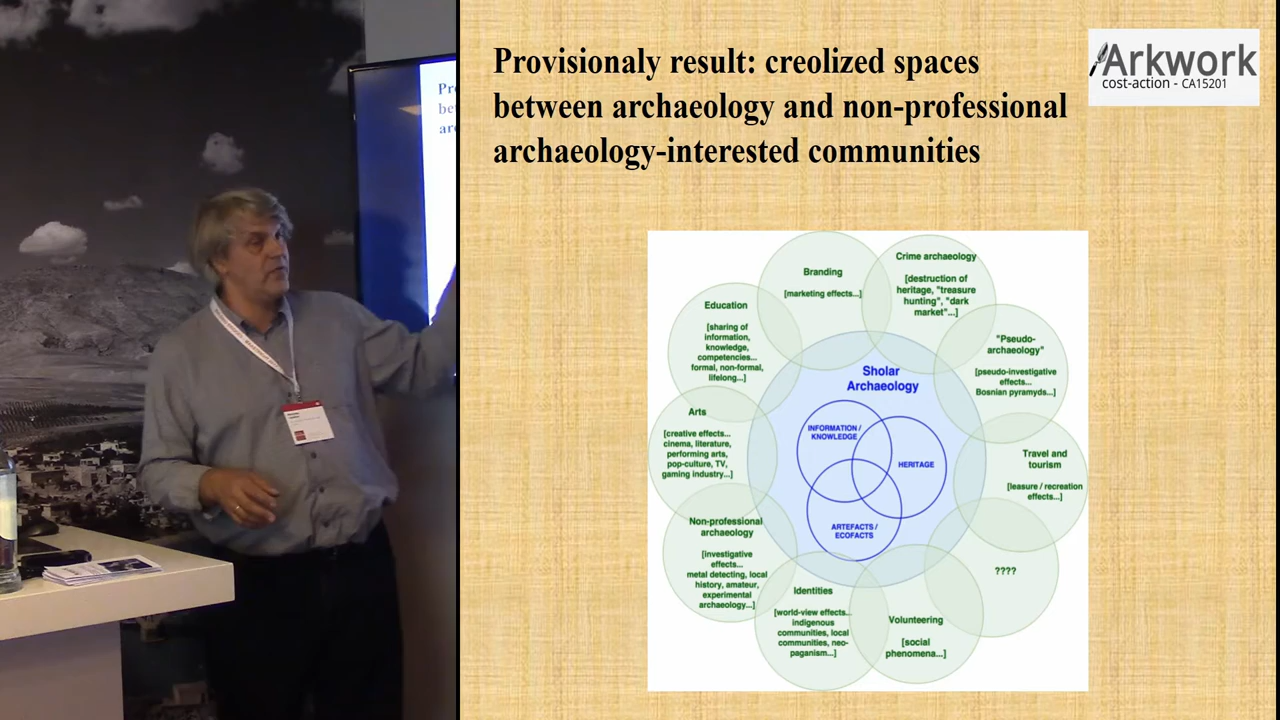 Provisionaly result: creolized spaces
between archaeology and non-professional
archaeology-interested communities
Arkwork
cost-action - CA15201
Branding
[marketing effects...]
Crime archaeology
[destruction of
heritage, "treasure
hunting", "dark
market"...]
Education
[sharing of
information,
knowledge,
competencies...
formal, non-formal,
lifelong...]
"Pseudo-
archaeology"
[pseudo-investigative
effects...
Bosnian pyramyds...]
Sholar
Archaeology
INFORMATION /
KNOWLEDGE
HERITAGE
ARTEFACTS /
ECOFACTS
Arts
[creative effects...
cinema, literature,
performing arts,
pop-culture, TV,
gaming industry...]
Travel and
tourism
[leasure / recreation
effects...]
Non-professional
archaeology
[investigative
effects...
metal detecting, local
history, amateur,
experimental
archaeology...]
????
Identities
[world-view effects...
indigenous
communities, local
communities, neo-
paganism...]
Volunteering
[social
phenomena...]
Pr
be
ar